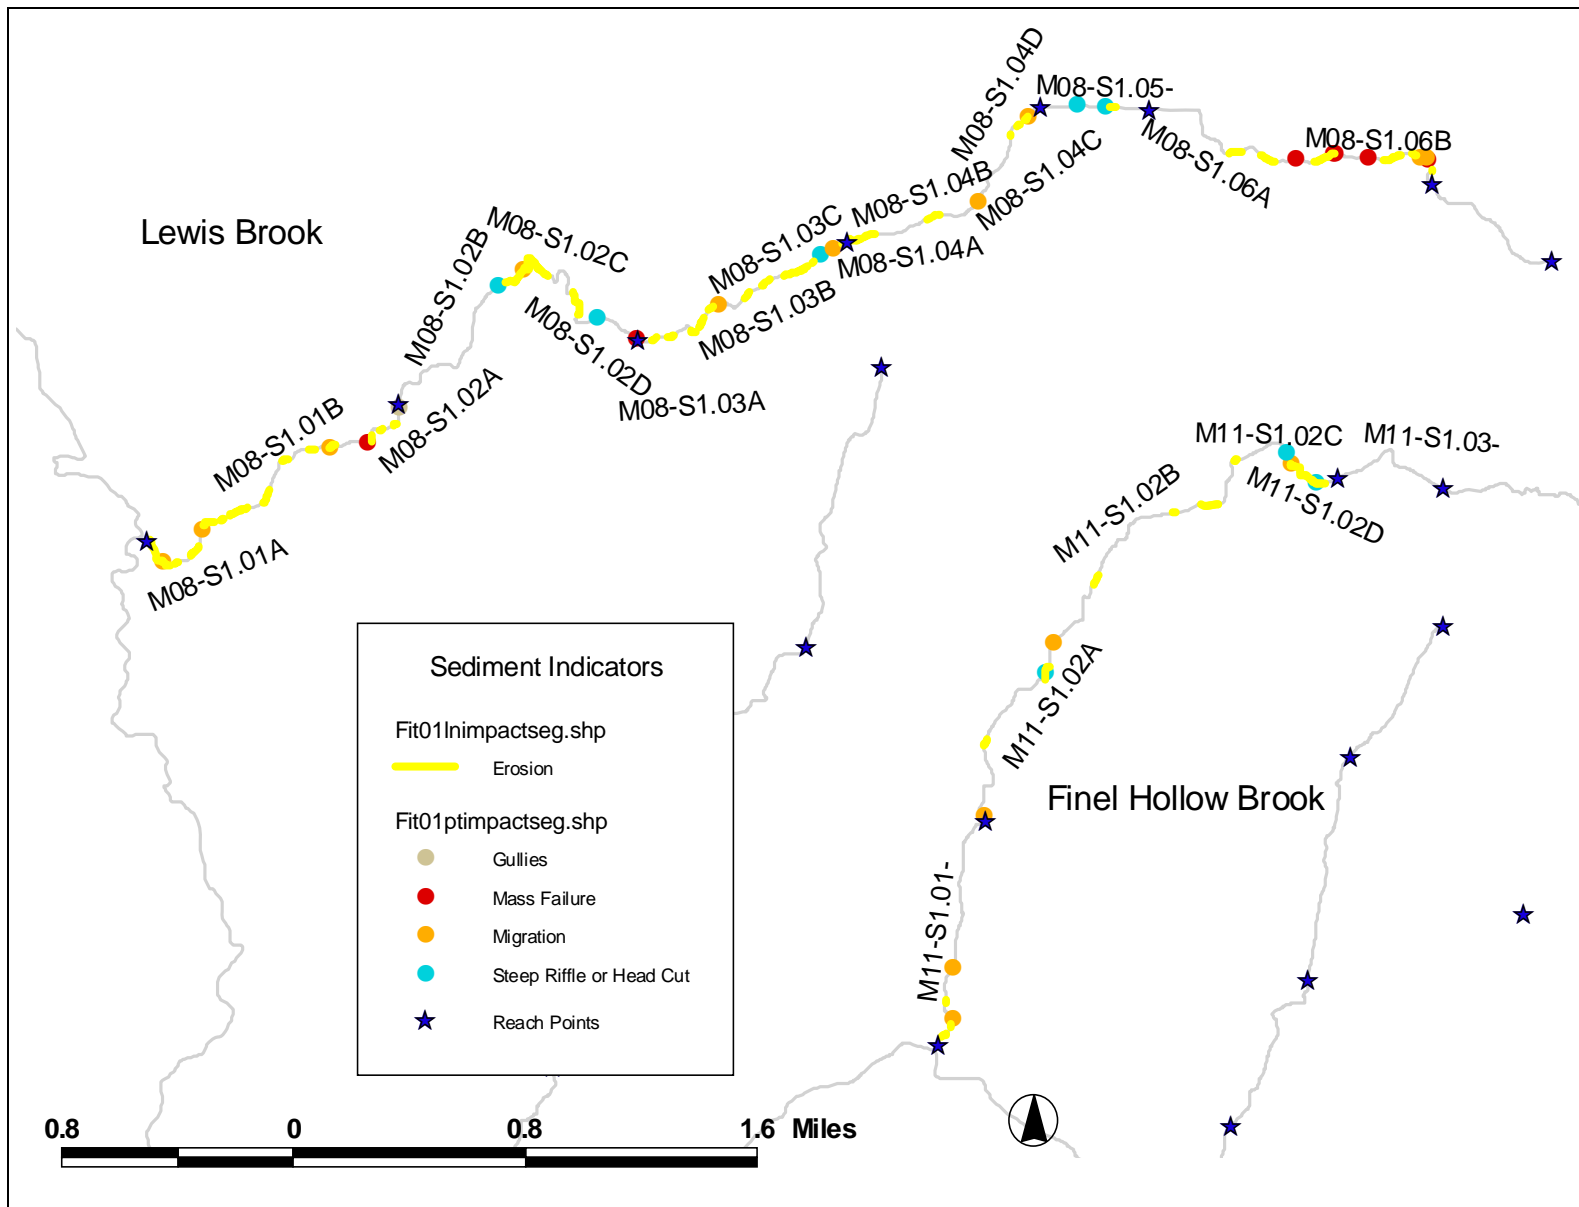 M08-S1.04D
M08-S1.05-
M08-S1.06B
M08-S1.06A
M08-S1.04C
M08-S1.04B
M08-S1.04A
Lewis Brook
M08-S1.02C
M08-S1.02B
M08-S1.03C
M08-S1.03B
M08-S1.02D
M08-S1.03A
M08-S1.01B
M08-S1.02A
M08-S1.01A
M11-S1.02C
M11-S1.03-
M11-S1.02B
M11-S1.02D
M11-S1.02A
Finel Hollow Brook
M11-S1.01-
Sediment Indicators
Fit01lnimpactseg.shp
Erosion
Fit01ptimpactseg.shp
Gullies
Mass Failure
Migration
Steep Riffle or Head Cut
Reach Points
0.8 0 0.8 1.6 Miles